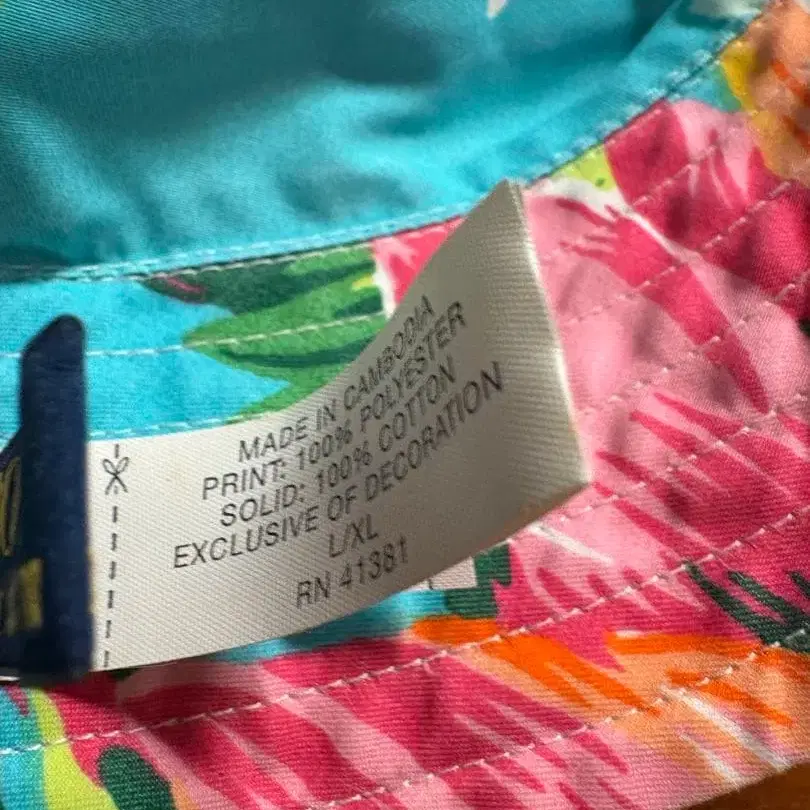 MADE IN CAMBODIA
PRINT: 100% POLYESTER
SOLID: 100% COTTON
EXCLUSIVE OF DECORATION
L/XL
RN 41381